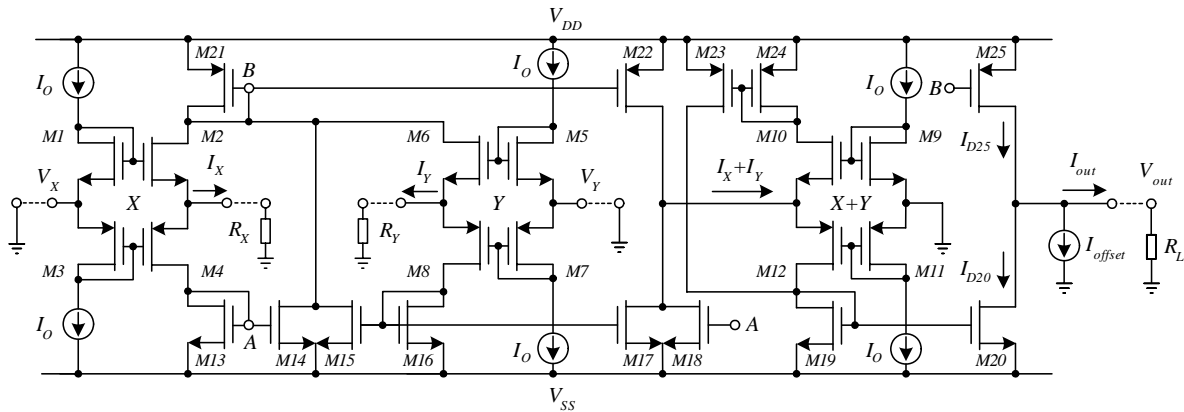 V_DD
M21 M22 M23 M24 M25
I_O B I_O I_O B
M1 M2 M6 M5 M10 M9 I_D25
V_X I_X I_Y V_Y I_X+I_Y I_out V_out
X Y X+Y
R_X R_Y I_offset R_L
M3 M4 M8 M7 M12 M11 I_D20
I_O A I_O A I_O
M13 M14 M15 M16 M17 M18 M19 M20
V_SS